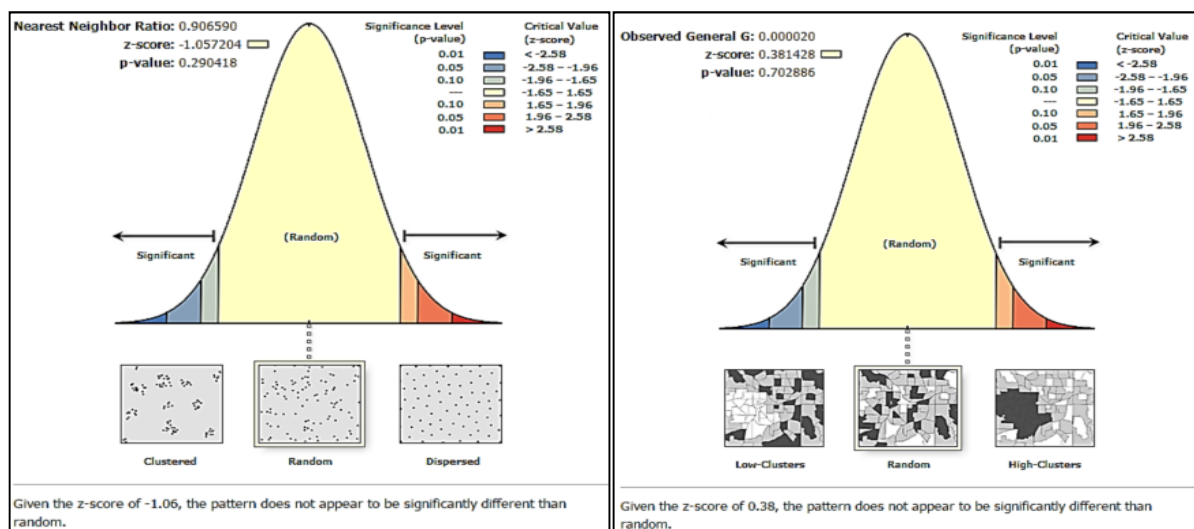 Nearest Neighbor Ratio: 0.906590
z-score: -1.057204
p-value: 0.290418
Significance Level (p-value)
Critical Value (z-score)
0.01 < -2.58
0.05 -2.58 – -1.96
0.10 -1.96 – -1.65
--- -1.65 – 1.65
0.10 1.65 – 1.96
0.05 1.96 – 2.58
0.01 > 2.58
(Random)
Significant
Significant
Clustered
Random
Dispersed
Given the z-score of -1.06, the pattern does not appear to be significantly different than
random.
Observed General G: 0.000020
z-score: 0.381428
p-value: 0.702886
Significance Level (p-value)
Critical Value (z-score)
0.01 < -2.58
0.05 -2.58 – -1.96
0.10 -1.96 – -1.65
--- -1.65 – 1.65
0.10 1.65 – 1.96
0.05 1.96 – 2.58
0.01 > 2.58
(Random)
Significant
Significant
Low-Clusters
Random
High-Clusters
Given the z-score of 0.38, the pattern does not appear to be significantly different than
random.